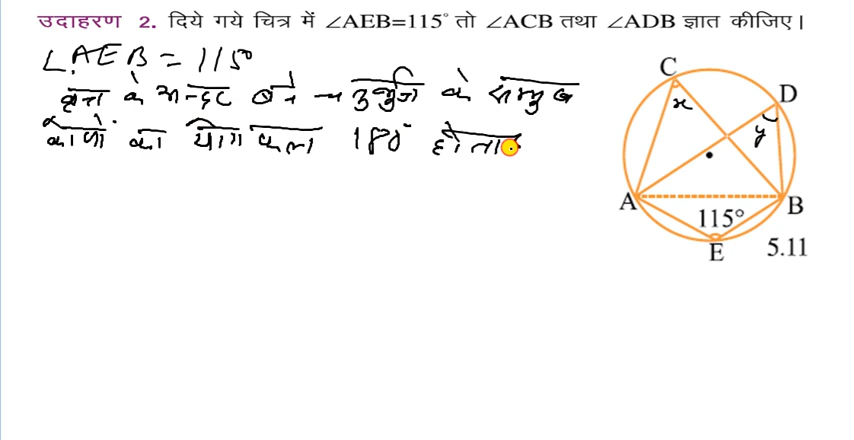 उदाहरण 2. दिये गये चित्र में ∠AEB=115° तो ∠ACB तथा ∠ADB ज्ञात कीजिए।
∠AEB = 115°
वृत्त के अन्दर बने चतुर्भुज के सम्मुख
कोणों का योगफल 180° होता
C
D
x
y
A
B
115°
E
5.11